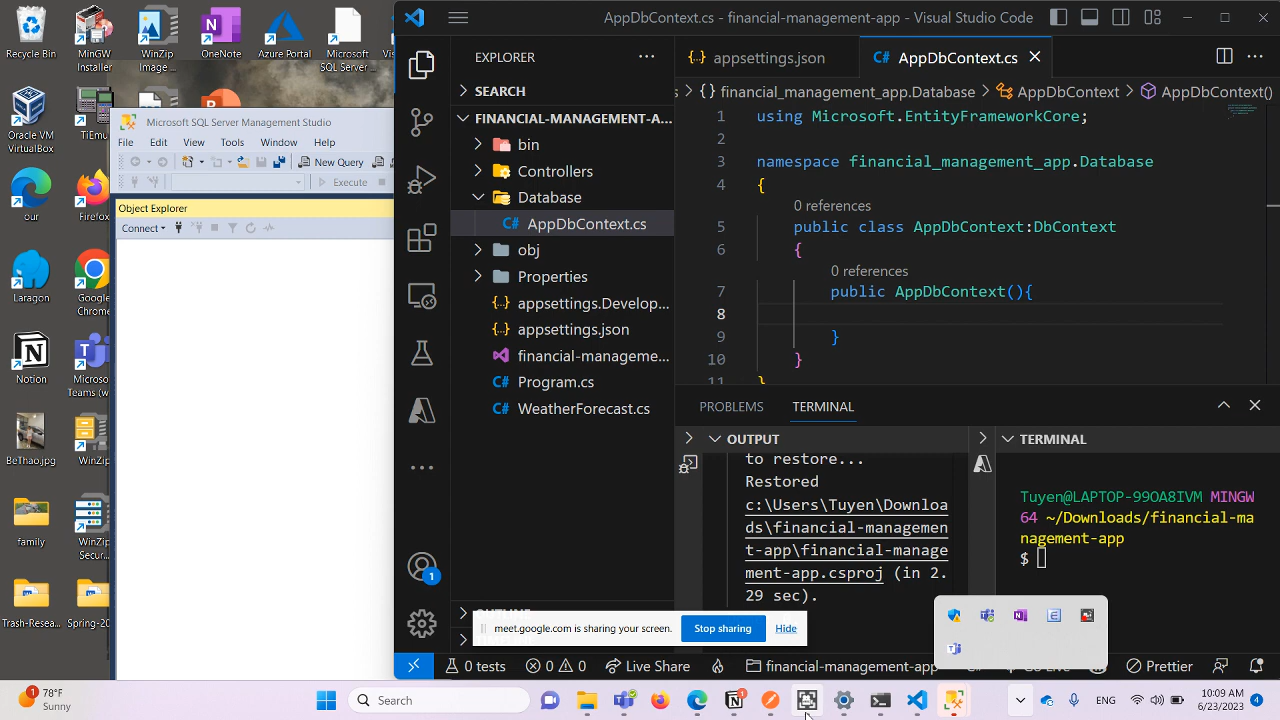 Recycle Bin
MinGW Installer
WinZip Image ...
OneNote
Azure Portal
Microsoft SQL Server ...
Oracle VM VirtualBox
TiEmu
our
Firefox
Laragon
Google
Notion
Teams (w...
BeThao.jpg
WinZip
family
WinZip Secu...
Trash-Resea...
Spring-20
Microsoft SQL Server Management Studio
File Edit View Tools Window Help
New Query
Execute
Object Explorer
Connect
AppDbContext.cs - financial-management-app - Visual Studio Code
EXPLORER
SEARCH
FINANCIAL-MANAGEMENT-A...
bin
Controllers
Database
AppDbContext.cs
obj
Properties
appsettings.Develop...
appsettings.json
financial-manageme...
Program.cs
WeatherForecast.cs
OUTLINE
1
appsettings.json AppDbContext.cs
s > {} financial_management_app.Database > AppDbContext > AppDbContext()
1 using Microsoft.EntityFrameworkCore;
2
3 namespace financial_management_app.Database
4 {
0 references
5 public class AppDbContext:DbContext
6 {
0 references
7 public AppDbContext(){
8
9 }
10 }
11 }
PROBLEMS TERMINAL
OUTPUT
to restore...
Restored
c:\Users\Tuyen\Downloa
ds\financial-managemen
t-app\financial-manage
ment-app.csproj (in 2.
29 sec).
TERMINAL
Tuyen@LAPTOP-99OA8IVM MINGW
64 ~/Downloads/financial-ma
nagement-app
$
meet.google.com is sharing your screen. Stop sharing Hide
0 tests 0 0 Live Share financial-management-app Go Live Prettier
78°F
Sunny
Search
ENG
10:09 AM
6/23/2023